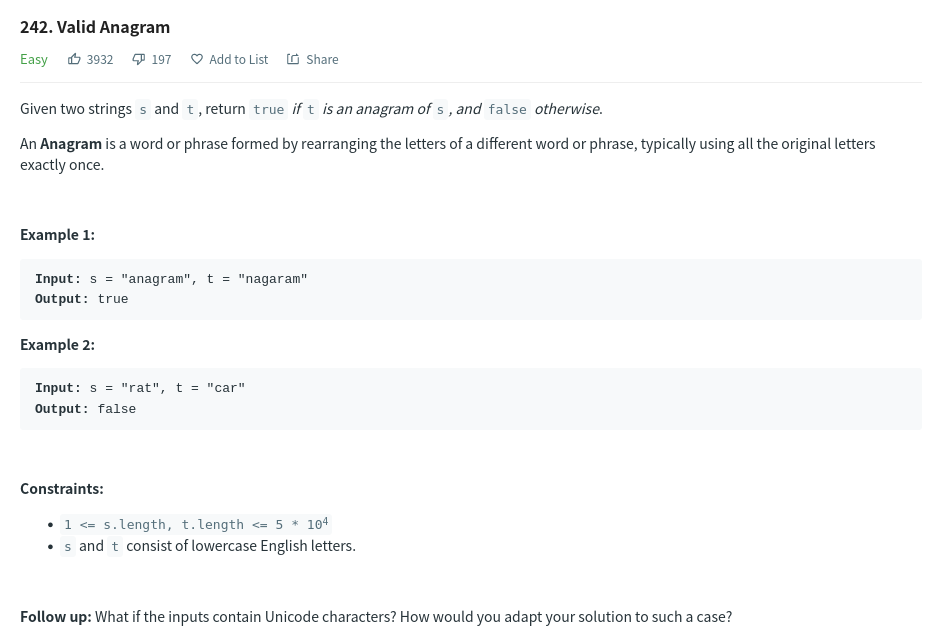 242. Valid Anagram
Easy 3932 197 Add to List Share
Given two strings s and t, return true if t is an anagram of s, and false otherwise.
An Anagram is a word or phrase formed by rearranging the letters of a different word or phrase, typically using all the original letters
exactly once.
Example 1:
Input: s = "anagram", t = "nagaram"
Output: true
Example 2:
Input: s = "rat", t = "car"
Output: false
Constraints:
• 1 <= s.length, t.length <= 5 * 10⁴
• s and t consist of lowercase English letters.
Follow up: What if the inputs contain Unicode characters? How would you adapt your solution to such a case?